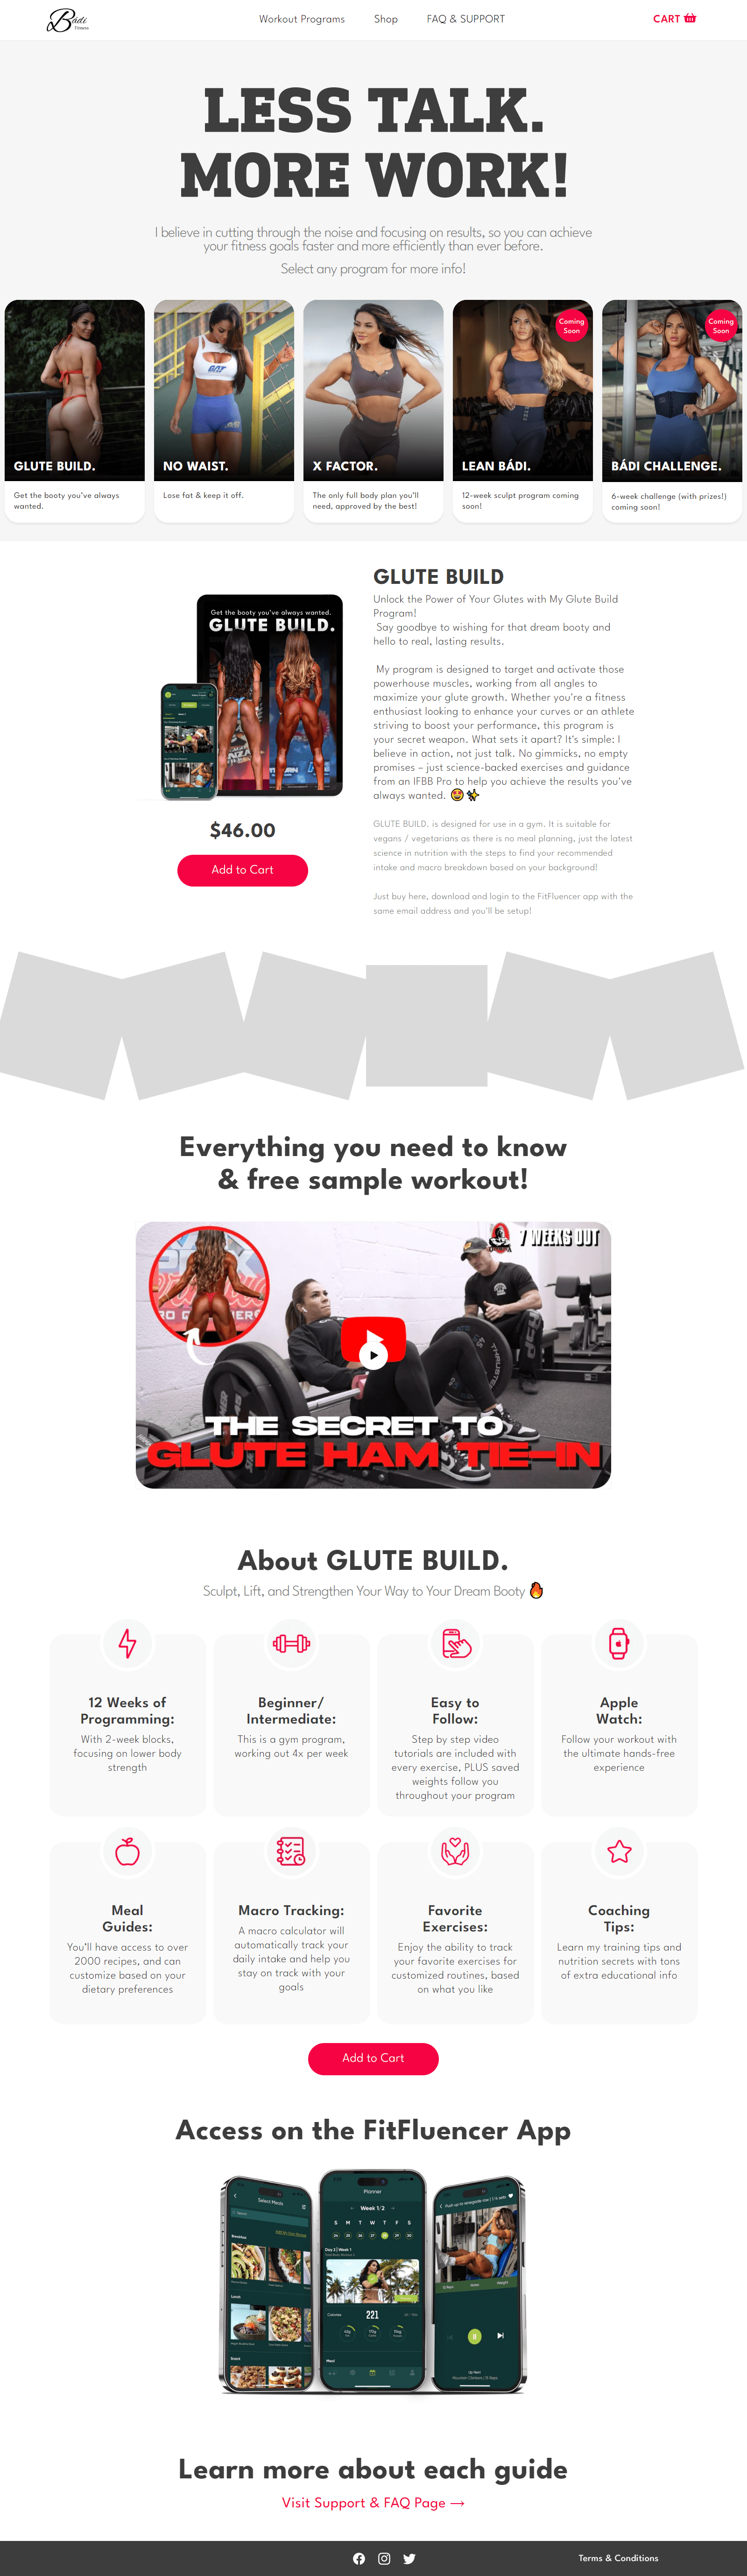 Bádi
Fitness
Workout Programs
Shop
FAQ & SUPPORT
CART
LESS TALK.
MORE WORK!
I believe in cutting through the noise and focusing on results, so you can achieve
your fitness goals faster and more efficiently than ever before.
Select any program for more info!
GLUTE BUILD.
Get the booty you've always
wanted.
NO WAIST.
Lose fat & keep it off.
X FACTOR.
The only full body plan you'll
need, approved by the best!
Coming
Soon
LEAN BÁDI.
12-week sculpt program coming
soon!
Coming
Soon
BÁDI CHALLENGE.
6-week challenge (with prizes!)
coming soon!
Get the booty you've always wanted.
GLUTE BUILD.
$46.00
Add to Cart
GLUTE BUILD
Unlock the Power of Your Glutes with My Glute Build
Program!
Say goodbye to wishing for that dream booty and
hello to real, lasting results.
My program is designed to target and activate those
powerhouse muscles, working from all angles to
maximize your glute growth. Whether you're a fitness
enthusiast looking to enhance your curves or an athlete
striving to boost your performance, this program is
your secret weapon. What sets it apart? It's simple: I
believe in action, not just talk. No gimmicks, no empty
promises – just science-backed exercises and guidance
from an IFBB Pro to help you achieve the results you've
always wanted. 🤩✨
GLUTE BUILD. is designed for use in a gym. It is suitable for
vegans / vegetarians as there is no meal planning, just the latest
science in nutrition with the steps to find your recommended
intake and macro breakdown based on your background!
Just buy here, download and login to the FitFluencer app with the
same email address and you'll be setup!
Everything you need to know
& free sample workout!
7 WEEKS OUT
THE SECRET TO
GLUTE HAM TIE-IN
About GLUTE BUILD.
Sculpt, Lift, and Strengthen Your Way to Your Dream Booty 🔥
12 Weeks of
Programming:
With 2-week blocks,
focusing on lower body
strength
Beginner/
Intermediate:
This is a gym program,
working out 4x per week
Easy to
Follow:
Step by step video
tutorials are included with
every exercise, PLUS saved
weights follow you
throughout your program
Apple
Watch:
Follow your workout with
the ultimate hands-free
experience
Meal
Guides:
You'll have access to over
2000 recipes, and can
customize based on your
dietary preferences
Macro Tracking:
A macro calculator will
automatically track your
daily intake and help you
stay on track with your
goals
Favorite
Exercises:
Enjoy the ability to track
your favorite exercises for
customized routines, based
on what you like
Coaching
Tips:
Learn my training tips and
nutrition secrets with tons
of extra educational info
Add to Cart
Access on the FitFluencer App
Select Meals
Breakfast
Lunch
Snack
Planner
Week 1/2
S M T W T F S
Day 2 | Week 1
Calories
221
Meal
Learn more about each guide
Visit Support & FAQ Page →
Terms & Conditions